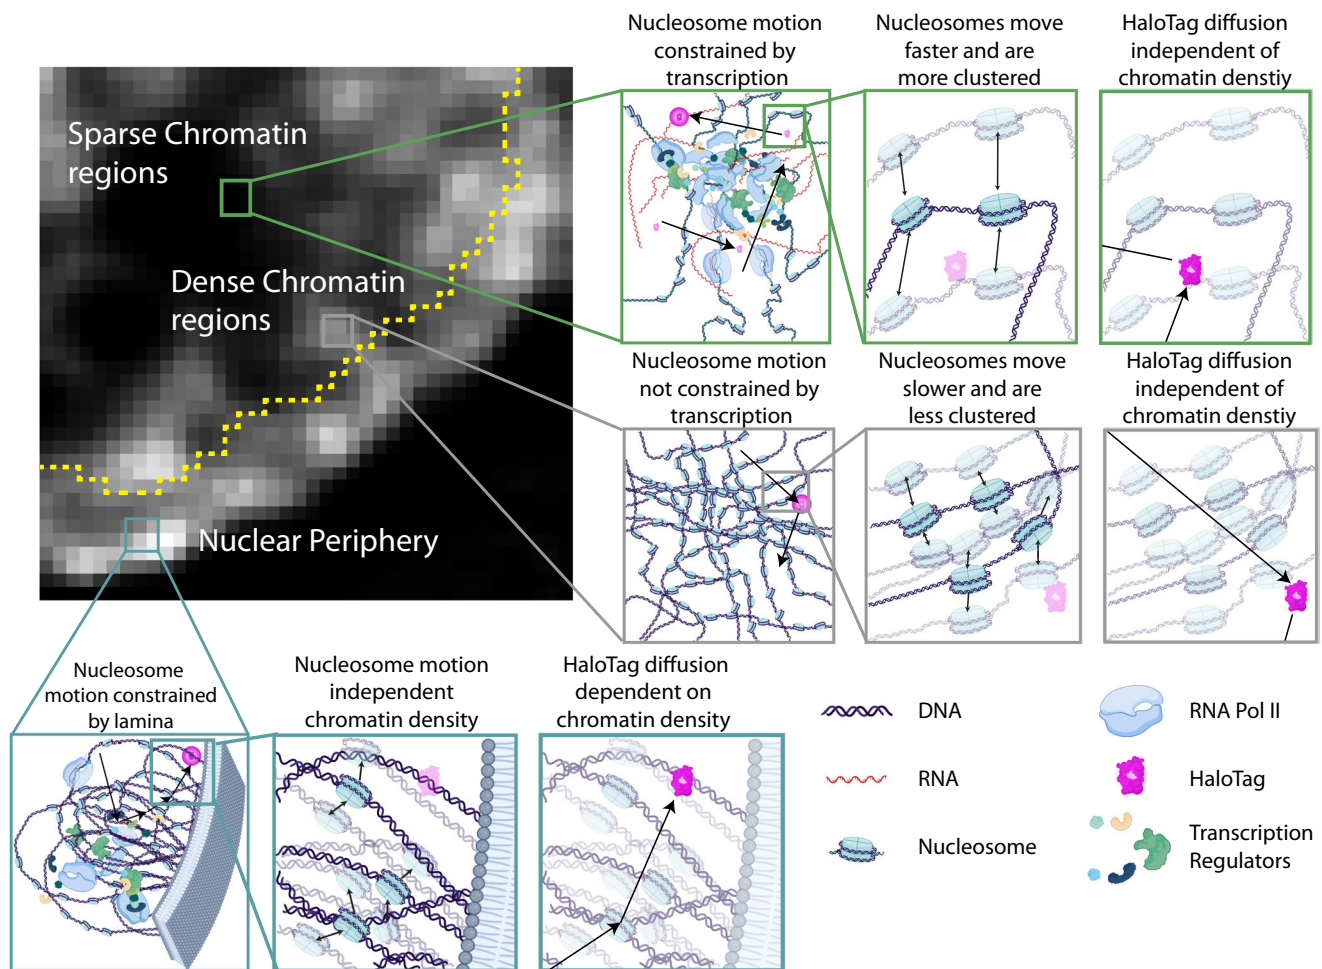 Nucleosome motion
constrained by
transcription
Nucleosomes move
faster and are
more clustered
HaloTag diffusion
independent of
chromatin denstiy
Sparse Chromatin
regions
Dense Chromatin
regions
Nuclear Periphery
Nucleosome motion
not constrained by
transcription
Nucleosomes move
slower and are
less clustered
HaloTag diffusion
independent of
chromatin denstiy
Nucleosome
motion constrained
by lamina
Nucleosome motion
independent
chromatin density
HaloTag diffusion
dependent on
chromatin density
DNA
RNA
Nucleosome
RNA Pol II
HaloTag
Transcription
Regulators